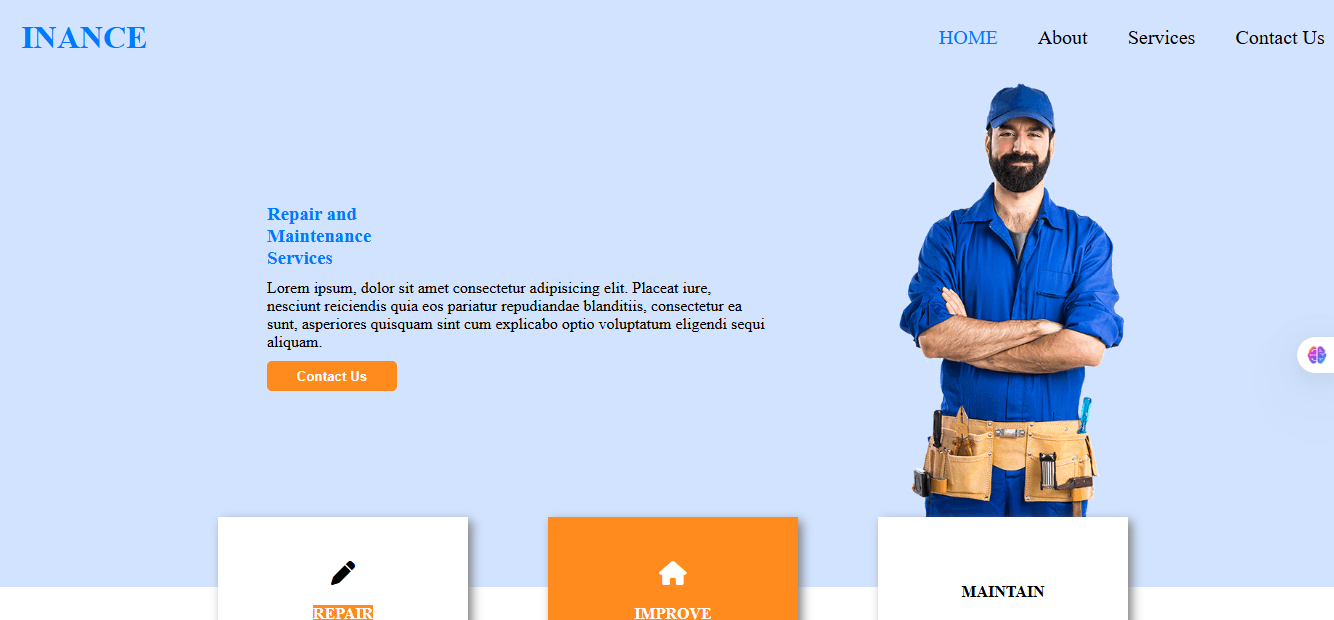 INANCE
HOME About Services Contact Us
Repair and
Maintenance
Services
Lorem ipsum, dolor sit amet consectetur adipisicing elit. Placeat iure,
nesciunt reiciendis quia eos pariatur repudiandae blanditiis, consectetur ea
sunt, asperiores quisquam sint cum explicabo optio voluptatum eligendi sequi
aliquam.
Contact Us
REPAIR
IMPROVE
MAINTAIN